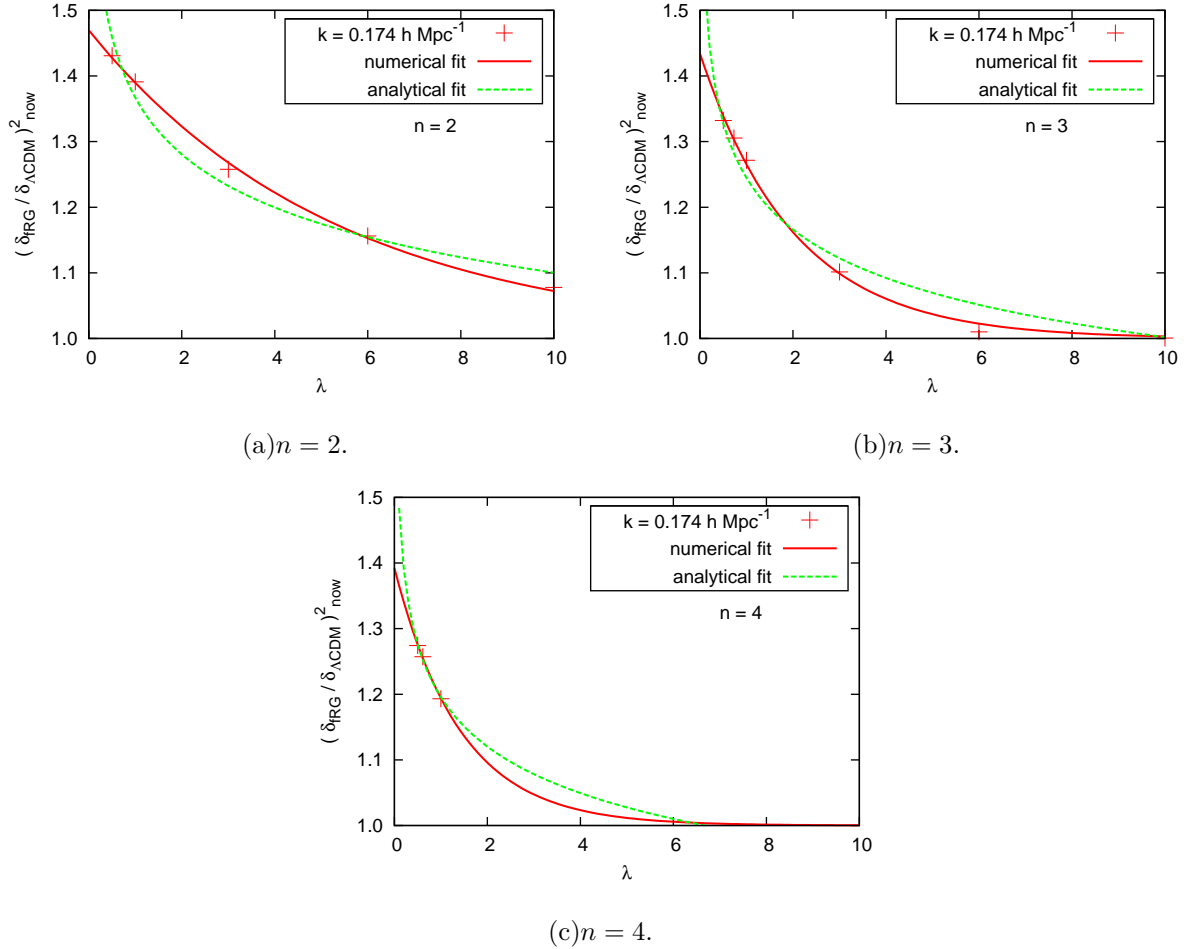 1.5
1.4
1.3
1.2
1.1
1.0
( δfRG / δΛCDM )²now
k = 0.174 h Mpc⁻¹
numerical fit
analytical fit
n = 2
0 2 4 6 8 10
λ
(a)n = 2.
1.5
1.4
1.3
1.2
1.1
1.0
( δfRG / δΛCDM )²now
k = 0.174 h Mpc⁻¹
numerical fit
analytical fit
n = 3
0 2 4 6 8 10
λ
(b)n = 3.
1.5
1.4
1.3
1.2
1.1
1.0
( δfRG / δΛCDM )²now
k = 0.174 h Mpc⁻¹
numerical fit
analytical fit
n = 4
0 2 4 6 8 10
λ
(c)n = 4.